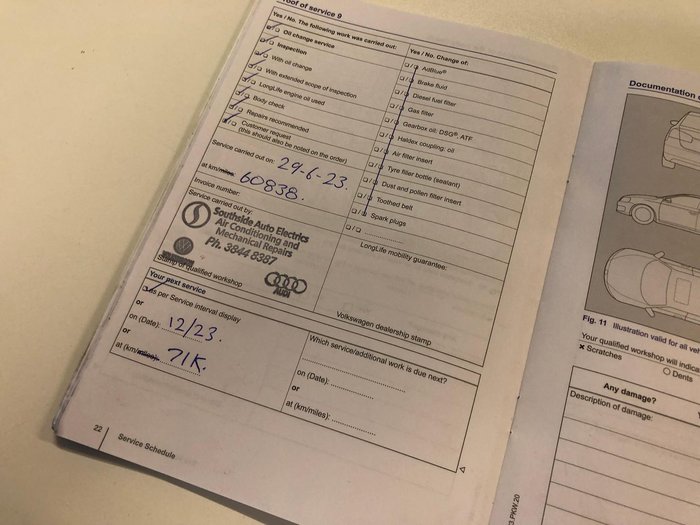 Proof of service 9
Yes / No. The following work was carried out:
Oil change service
Inspection
With oil change
With extended scope of inspection
LongLife engine oil used
Body check
Repairs recommended
Customer request
(this should also be noted on the order)
Service carried out on: 29-6-23.
at km/miles: 60838.
Invoice number:
Service carried out by:
Southside Auto Electrics
Air Conditioning and
Mechanical Repairs
Ph. 3844 8387
AUDI
Stamp of qualified workshop
Yes / No. Change of:
AdBlue®
Brake fluid
Diesel fuel filter
Gas filter
Gearbox oil: DSG®, ATF
Haldex coupling: oil
Air filter insert
Tyre filler bottle (sealant)
Dust and pollen filter insert
Toothed belt
Spark plugs
LongLife mobility guarantee:
Volkswagen dealership stamp
Your next service
as per Service interval display
or
on (Date): 12/23.
or
at (km/miles): 71K.
Which service/additional work is due next?
on (Date):
or
at (km/miles):
22
Service Schedule
Documentation
Fig. 11 Illustration valid for all
Your qualified workshop will
× Scratches
O Dents
Any damage?
Description of damage: